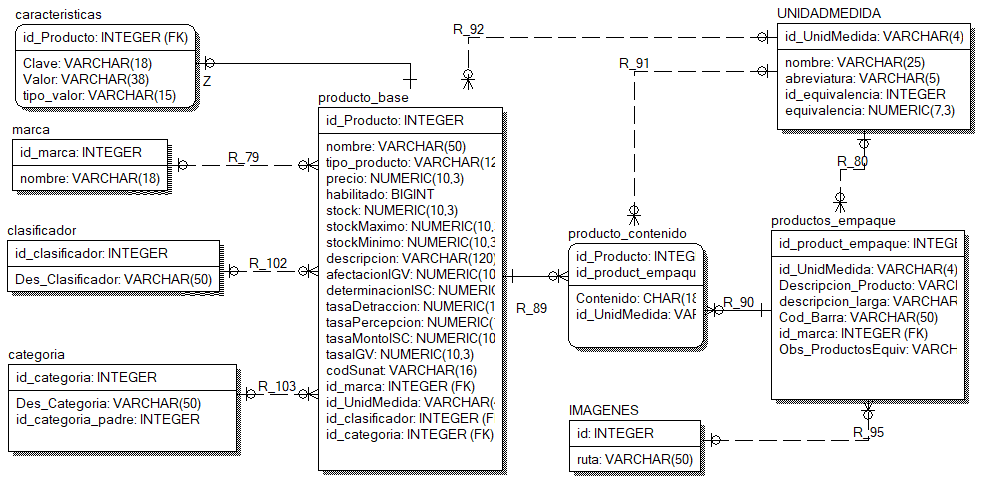 caracteristicas
id_Producto: INTEGER (FK)
Clave: VARCHAR(18)
Valor: VARCHAR(38)
tipo_valor: VARCHAR(15)
Z
marca
id_marca: INTEGER
nombre: VARCHAR(18)
R_79
clasificador
id_clasificador: INTEGER
Des_Clasificador: VARCHAR(50)
R_102
categoria
id_categoria: INTEGER
Des_Categoria: VARCHAR(50)
id_categoria_padre: INTEGER
R_103
producto_base
id_Producto: INTEGER
nombre: VARCHAR(50)
tipo_producto: VARCHAR(12
precio: NUMERIC(10,3)
habilitado: BIGINT
stock: NUMERIC(10,3)
stockMaximo: NUMERIC(10,
stockMinimo: NUMERIC(10,3
descripcion: VARCHAR(120)
afectacionIGV: NUMERIC(10
determinacionISC: NUMERI
tasaDetraccion: NUMERIC(1
tasaPercepcion: NUMERIC(
tasaMontoISC: NUMERIC(10
tasaIGV: NUMERIC(10,3)
codSunat: VARCHAR(16)
id_marca: INTEGER (FK)
id_UnidMedida: VARCHAR(
id_clasificador: INTEGER (F
id_categoria: INTEGER (FK)
R_92
R_91
R_89
UNIDADMEDIDA
id_UnidMedida: VARCHAR(4)
nombre: VARCHAR(25)
abreviatura: VARCHAR(5)
id_equivalencia: INTEGER
equivalencia: NUMERIC(7,3)
R_80
producto_contenido
id_Producto: INTEG
id_product_empaqu
Contenido: CHAR(18
id_UnidMedida: VAR
R_90
productos_empaque
id_product_empaque: INTEGE
id_UnidMedida: VARCHAR(4)
Descripcion_Producto: VARC
descripcion_larga: VARCHAR
Cod_Barra: VARCHAR(50)
id_marca: INTEGER (FK)
Obs_ProductosEquiv: VARCH
R_95
IMAGENES
id: INTEGER
ruta: VARCHAR(50)